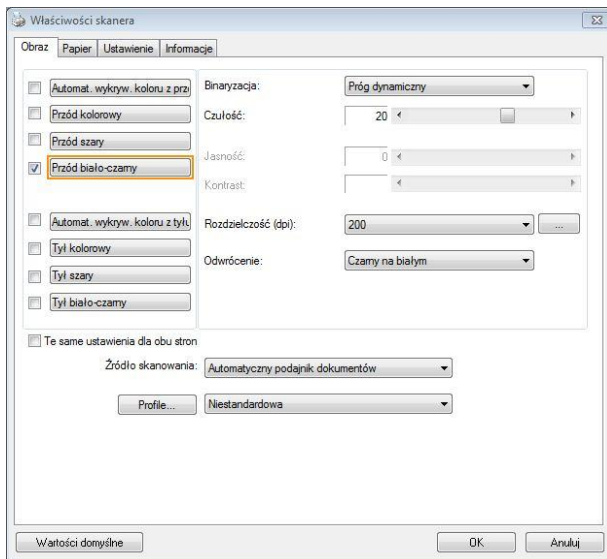 Właściwości skanera
Obraz Papier Ustawienie Informacje
Automat. wykryw. koloru z prze
Przód kolorowy
Przód szary
Przód biało-czarny
Automat. wykryw. koloru z tyłu
Tył kolorowy
Tył szary
Tył biało-czarny
Binaryzacja: Próg dynamiczny
Czułość: 20
Jasność: 0
Kontrast:
Rozdzielczość (dpi): 200 ...
Odwrócenie: Czarny na białym
Te same ustawienia dla obu stron
Źródło skanowania: Automatyczny podajnik dokumentów
Profile... Niestandardowa
Wartości domyślne OK Anuluj